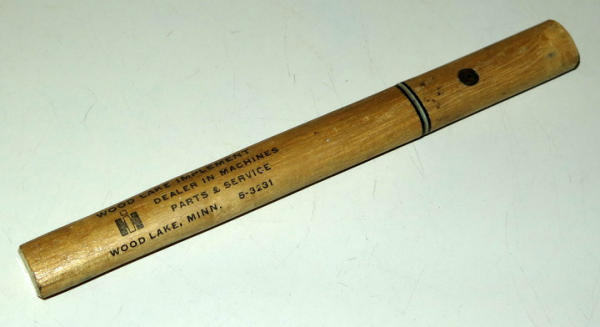 WOOD LAKE IMPLEMENT
DEALER IN MACHINES
PARTS & SERVICE
WOOD LAKE, MINN. 5-3231